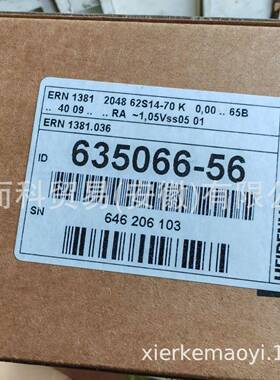 ERN 1381 2048 62S14-70 K 0,00 .. 65B
.. 40 09 .. .. RA ~1,05Vss05 01
ERN 1381.036
ID 635066-56
SN 646 206 103
xierkemaoyi.1